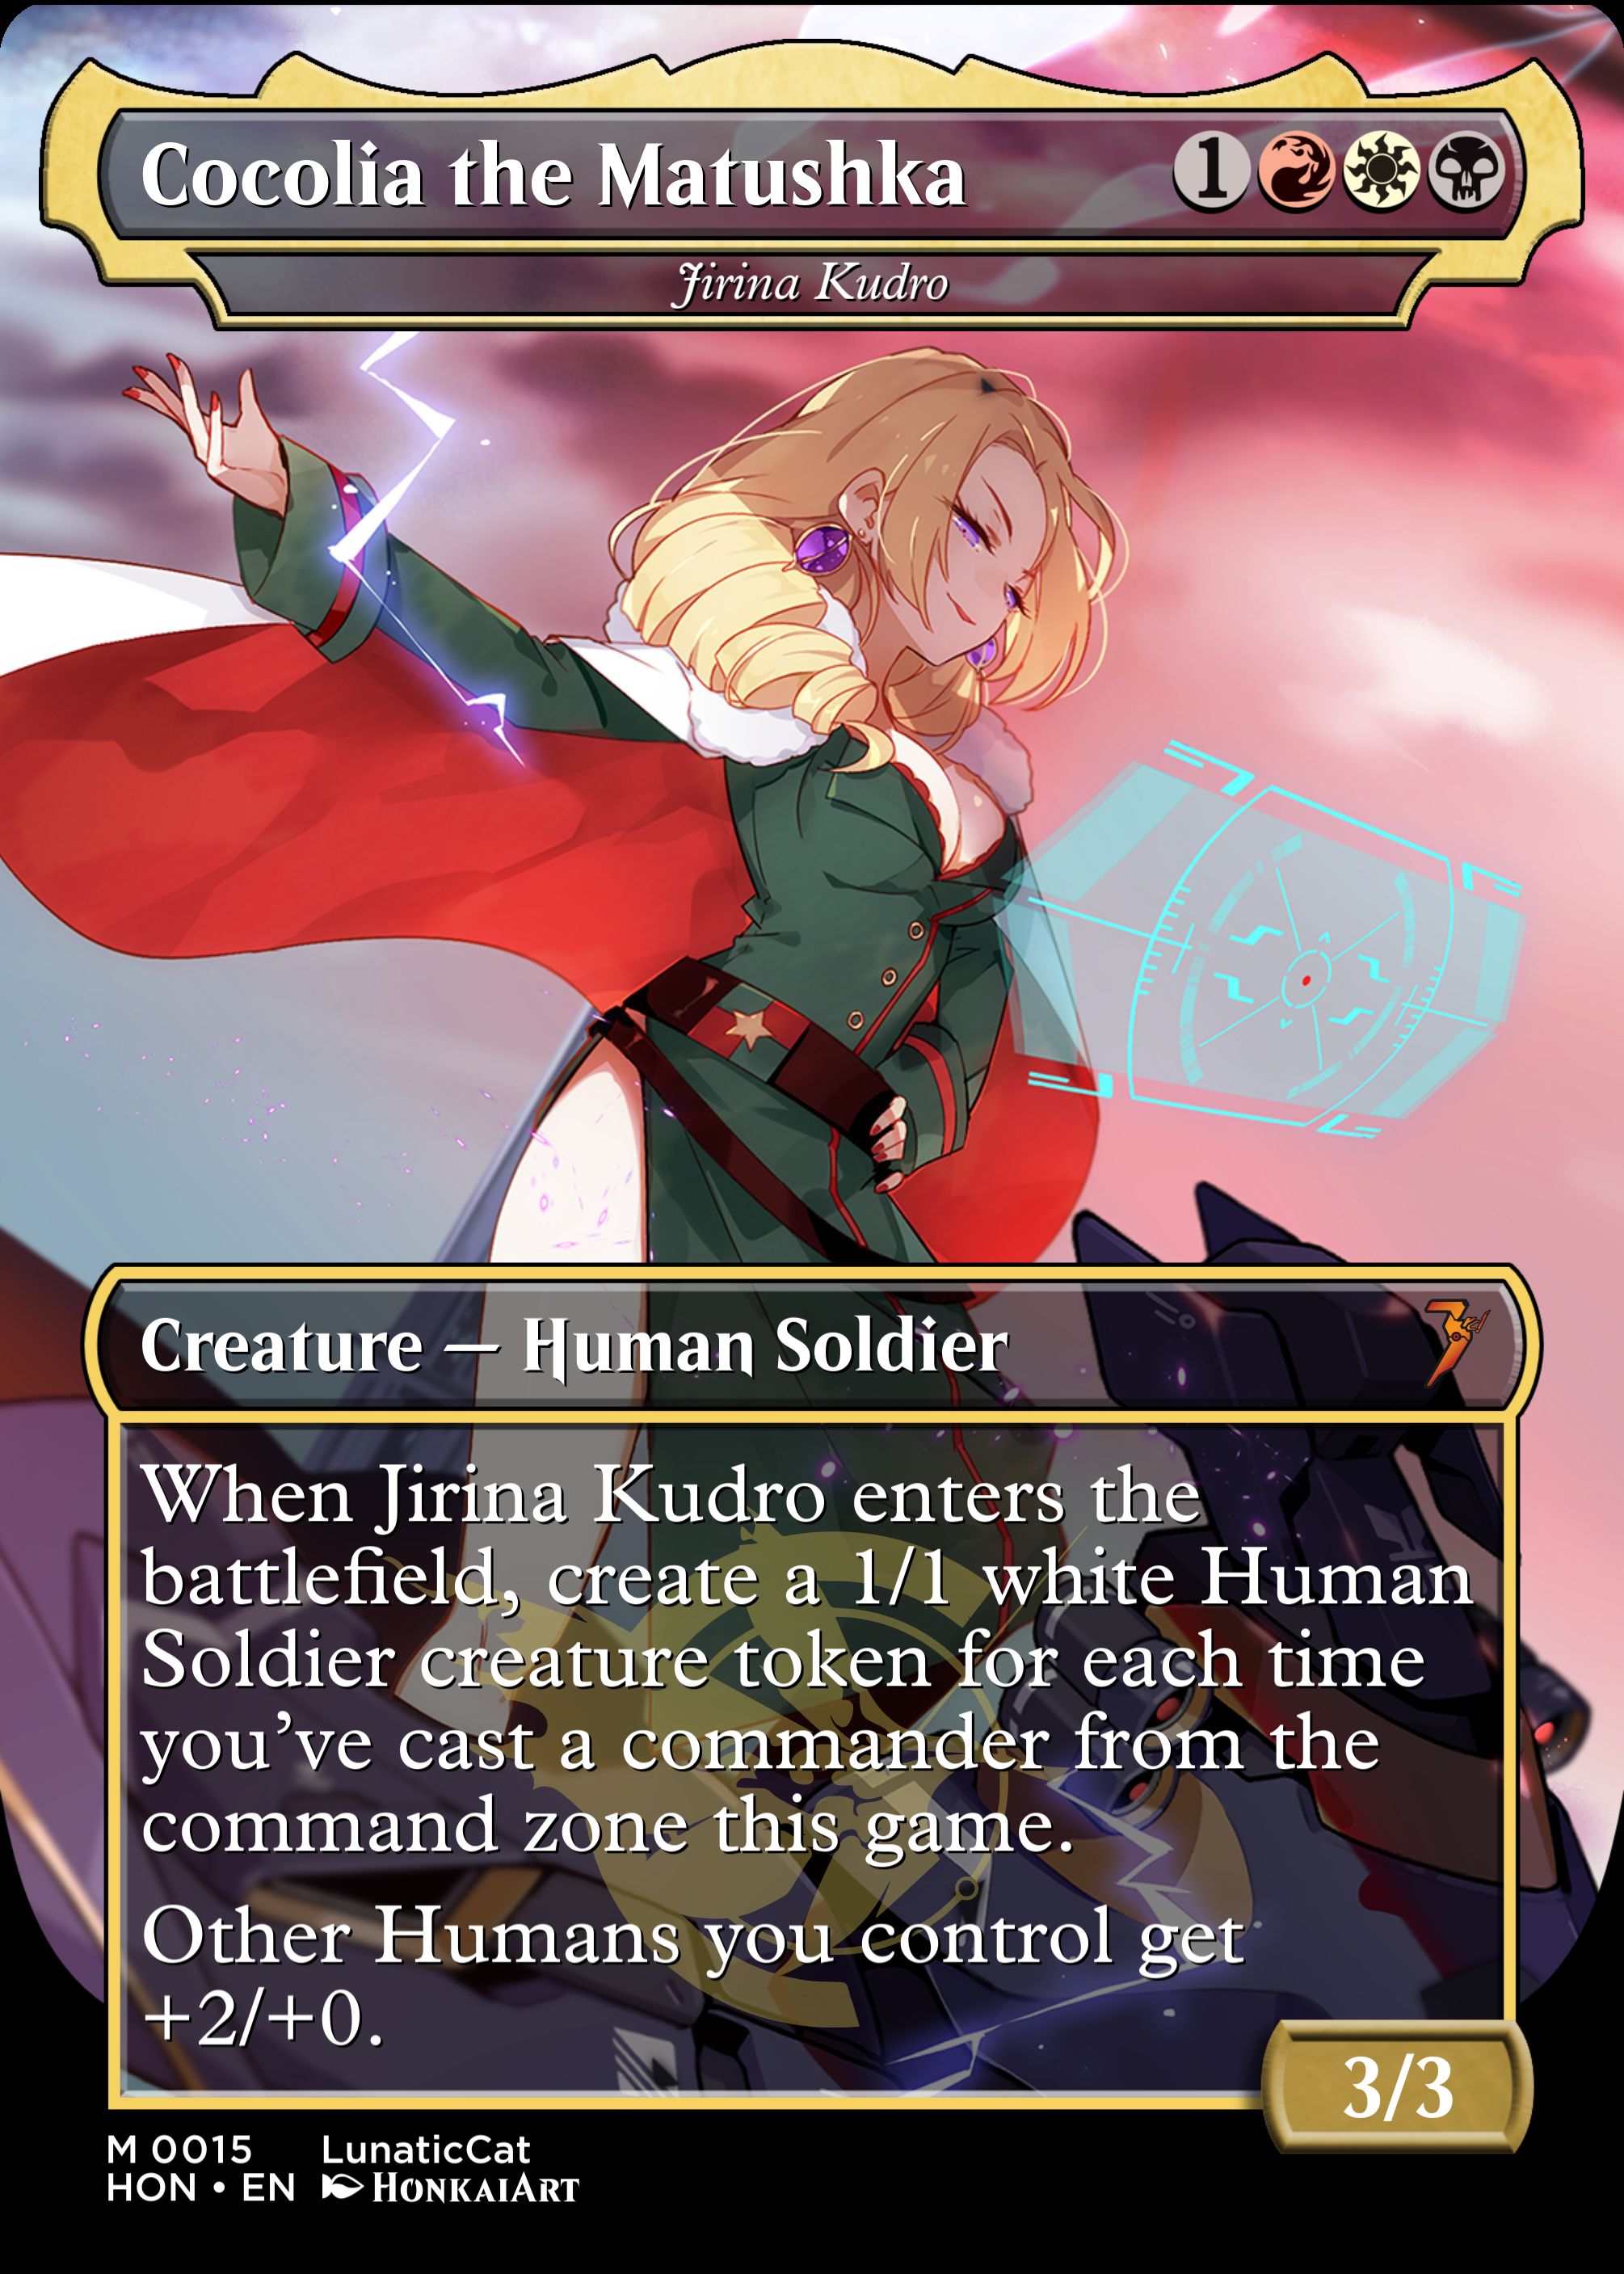 Cocolia the Matushka 1
Jirina Kudro
Creature — Human Soldier
3rd
When Jirina Kudro enters the
battlefield, create a 1/1 white Human
Soldier creature token for each time
you've cast a commander from the
command zone this game.
Other Humans you control get
+2/+0.
3/3
M 0015 LunaticCat
HON • EN HONKAIART